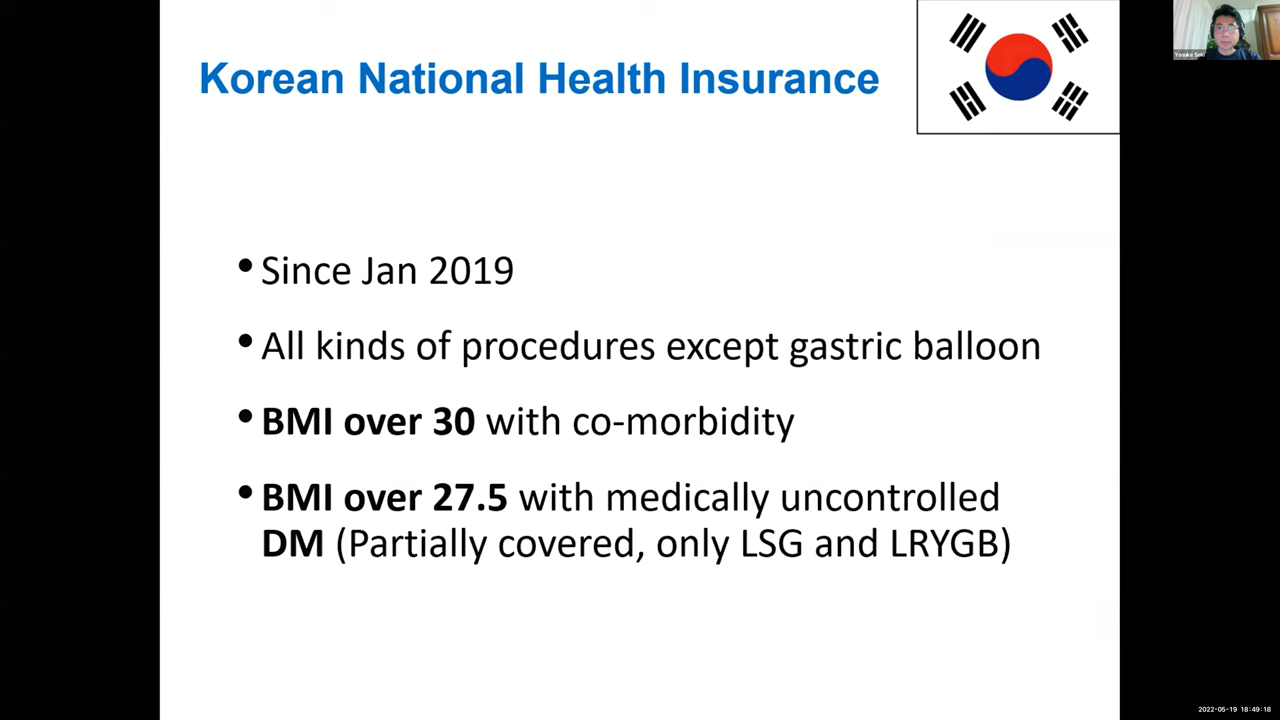 Korean National Health Insurance
Yosuke Seki
• Since Jan 2019
• All kinds of procedures except gastric balloon
• BMI over 30 with co-morbidity
• BMI over 27.5 with medically uncontrolled
DM (Partially covered, only LSG and LRYGB)
2022-05-19 18:49:18